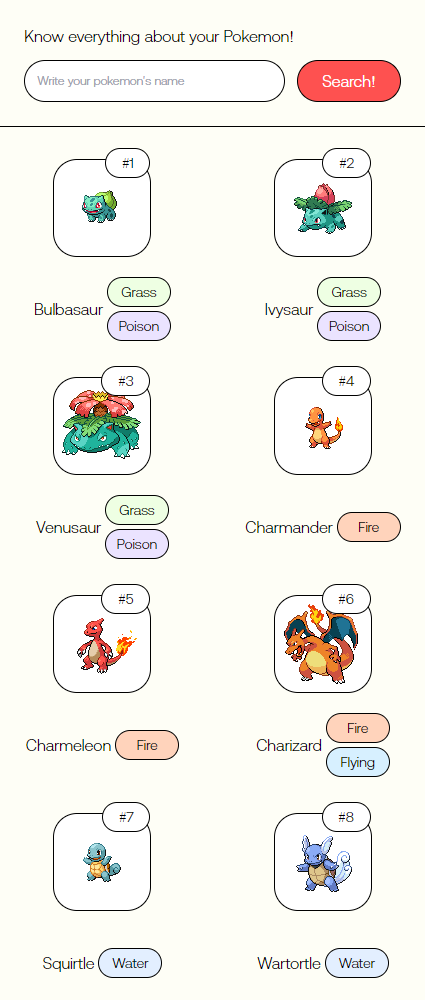 Know everything about your Pokemon!
Write your pokemon's name
Search!
#1
#2
Bulbasaur
Grass
Poison
Ivysaur
Grass
Poison
#3
#4
Venusaur
Grass
Poison
Charmander
Fire
#5
#6
Charmeleon
Fire
Charizard
Fire
Flying
#7
#8
Squirtle
Water
Wartortle
Water